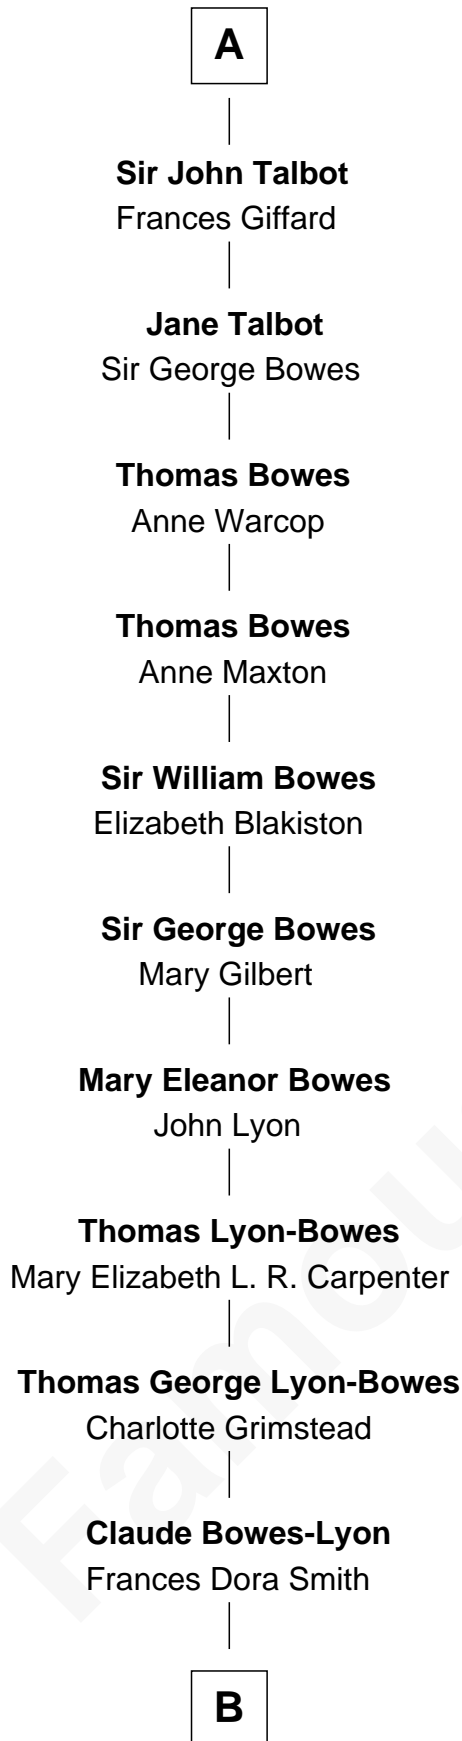 A
Sir John Talbot
Frances Giffard
Jane Talbot
Sir George Bowes
Thomas Bowes
Anne Warcop
Thomas Bowes
Anne Maxton
Sir William Bowes
Elizabeth Blakiston
Sir George Bowes
Mary Gilbert
Mary Eleanor Bowes
John Lyon
Thomas Lyon-Bowes
Mary Elizabeth L. R. Carpenter
Thomas George Lyon-Bowes
Charlotte Grimstead
Claude Bowes-Lyon
Frances Dora Smith
B
Famou